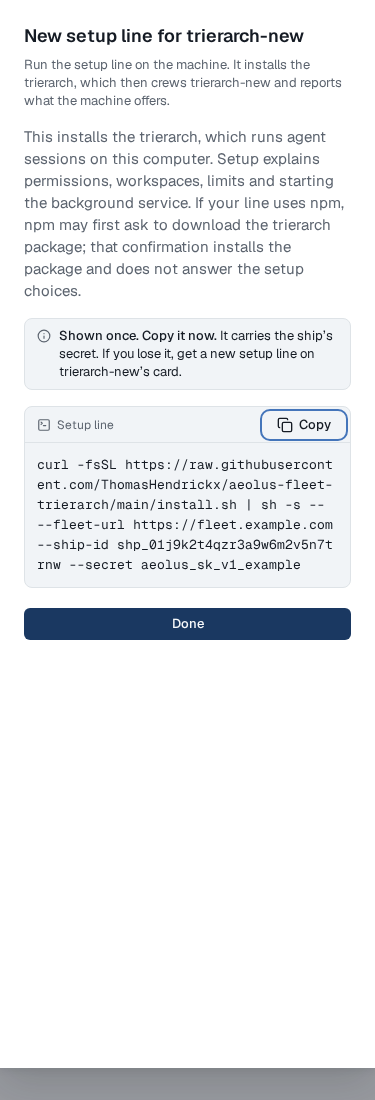 New setup line for trierarch-new
Run the setup line on the machine. It installs the
trierarch, which then crews trierarch-new and reports
what the machine offers.
This installs the trierarch, which runs agent
sessions on this computer. Setup explains
permissions, workspaces, limits and starting
the background service. If your line uses npm,
npm may first ask to download the trierarch
package; that confirmation installs the
package and does not answer the setup
choices.
Shown once. Copy it now. It carries the ship's
secret. If you lose it, get a new setup line on
trierarch-new's card.
Setup line
Copy
curl -fsSL https://raw.githubusercont
ent.com/ThomasHendrickx/aeolus-fleet-
trierarch/main/install.sh | sh -s --
--fleet-url https://fleet.example.com
--ship-id shp_01j9k2t4qzr3a9w6m2v5n7t
rnw --secret aeolus_sk_v1_example
Done